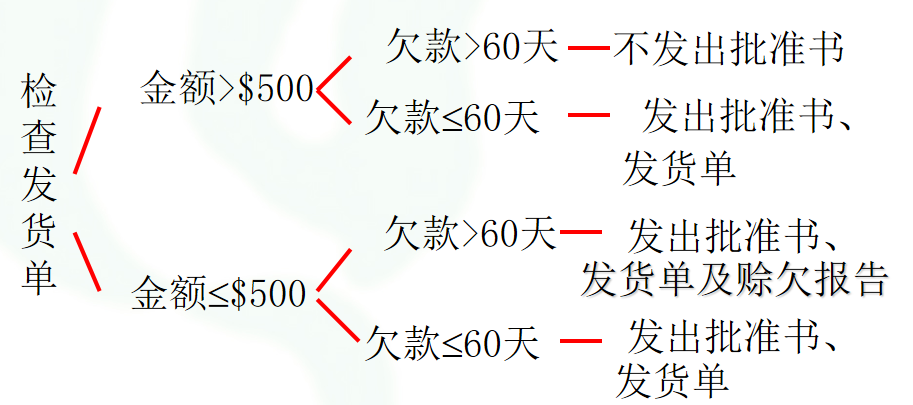 检查发货单
金额>$500
欠款>60天
不发出批准书
欠款≤60天
发出批准书、
发货单
金额≤$500
欠款>60天
发出批准书、
发货单及赊欠报告
欠款≤60天
发出批准书、
发货单